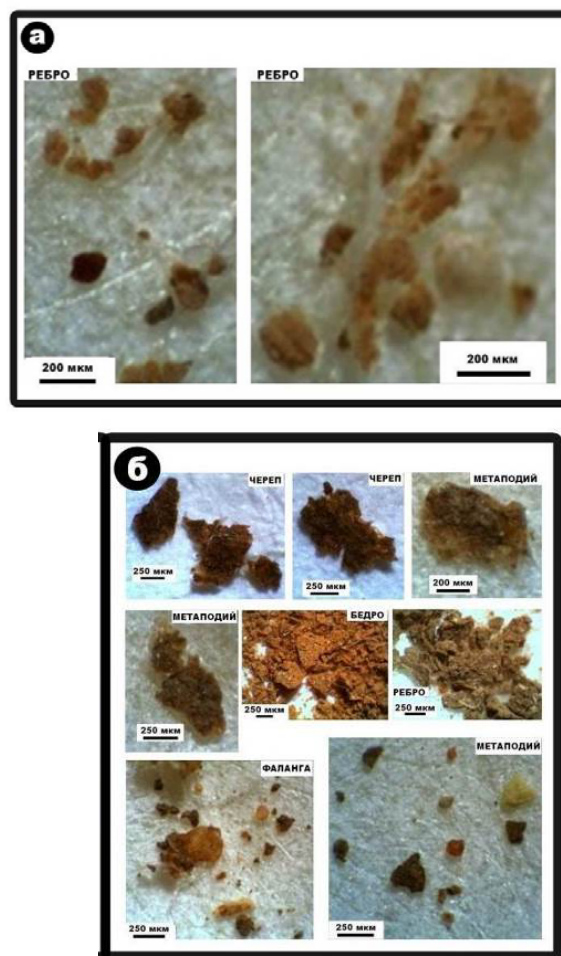 а
РЕБРО
РЕБРО
200 мкм
200 мкм
б
ЧЕРЕП
ЧЕРЕП
МЕТАПОДИЙ
250 мкм
250 мкм
200 мкм
МЕТАПОДИЙ
БЕДРО
РЕБРО
250 мкм
250 мкм
250 мкм
ФАЛАНГА
МЕТАПОДИЙ
250 мкм
250 мкм